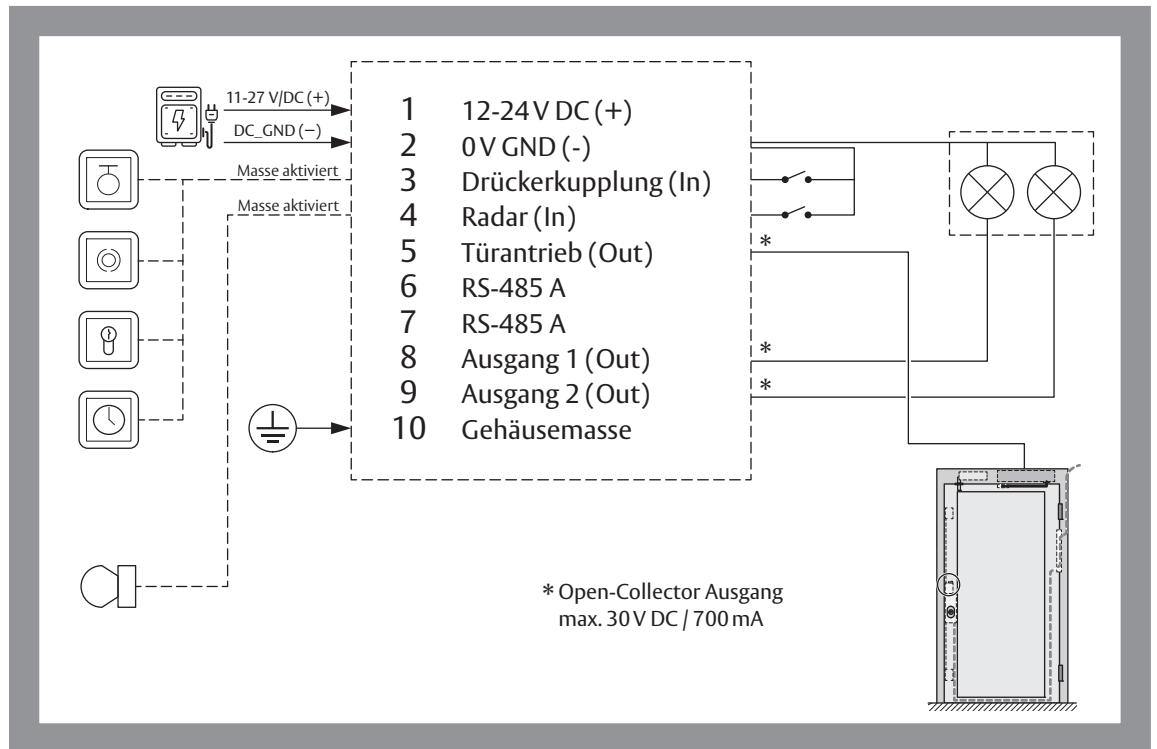 11-27 V/DC (+)
DC_GND (−)
Masse aktiviert
Masse aktiviert
1 12-24 V DC (+)
2 0 V GND (-)
3 Drückerkupplung (In)
4 Radar (In)
5 Türantrieb (Out)
6 RS-485 A
7 RS-485 A
8 Ausgang 1 (Out)
9 Ausgang 2 (Out)
10 Gehäusemasse
*
*
*
* Open-Collector Ausgang
max. 30 V DC / 700 mA